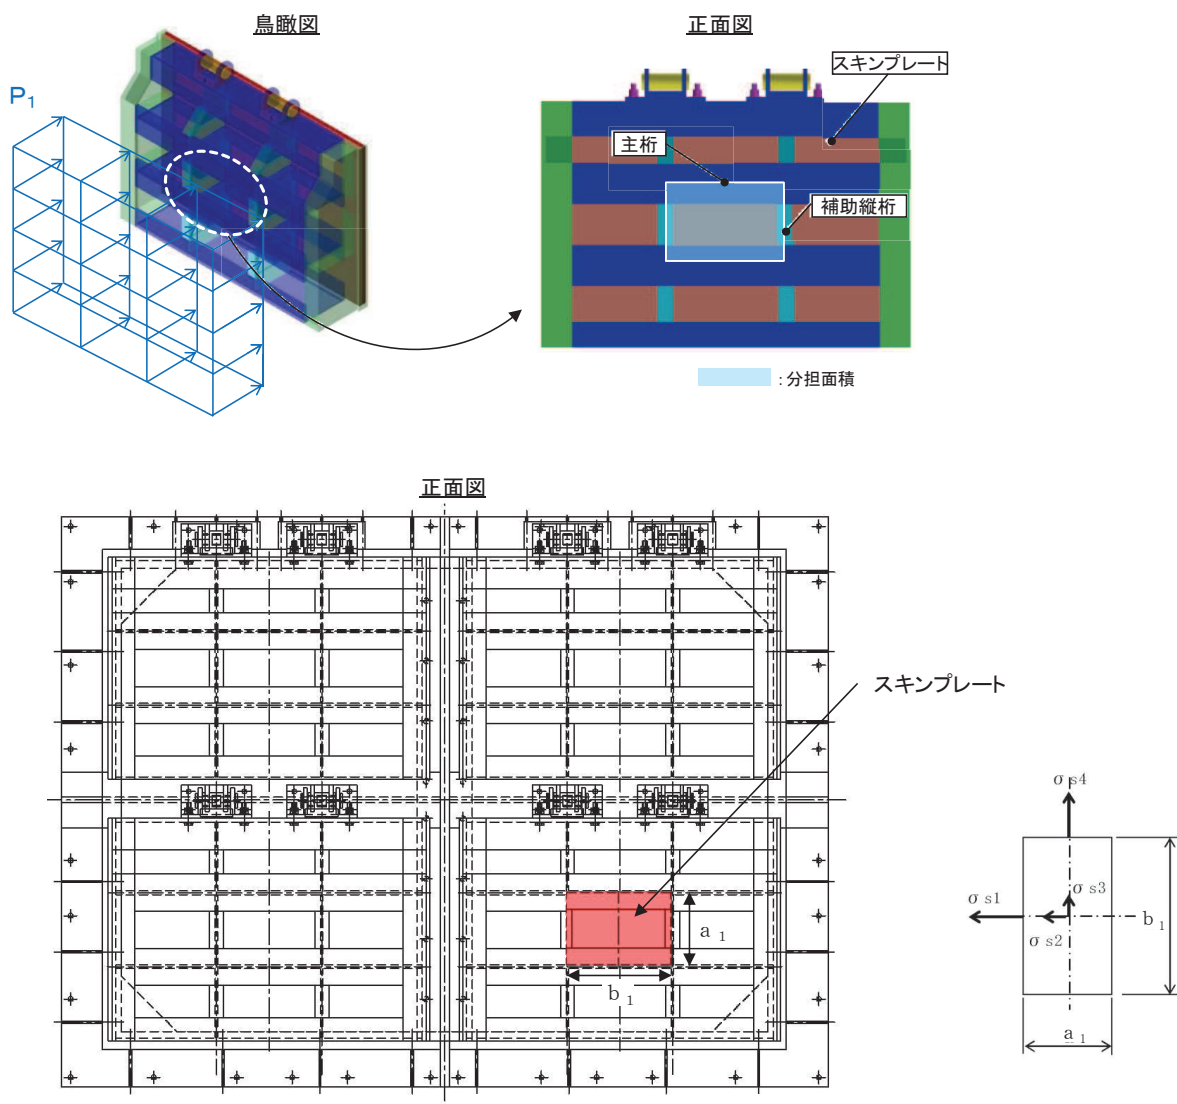 鳥瞰図
正面図
P1
スキンプレート
主桁
補助縦桁
：分担面積
正面図
スキンプレート
a 1
b 1
σ s4
σ s1
σ s3
σ s2
b 1
a 1